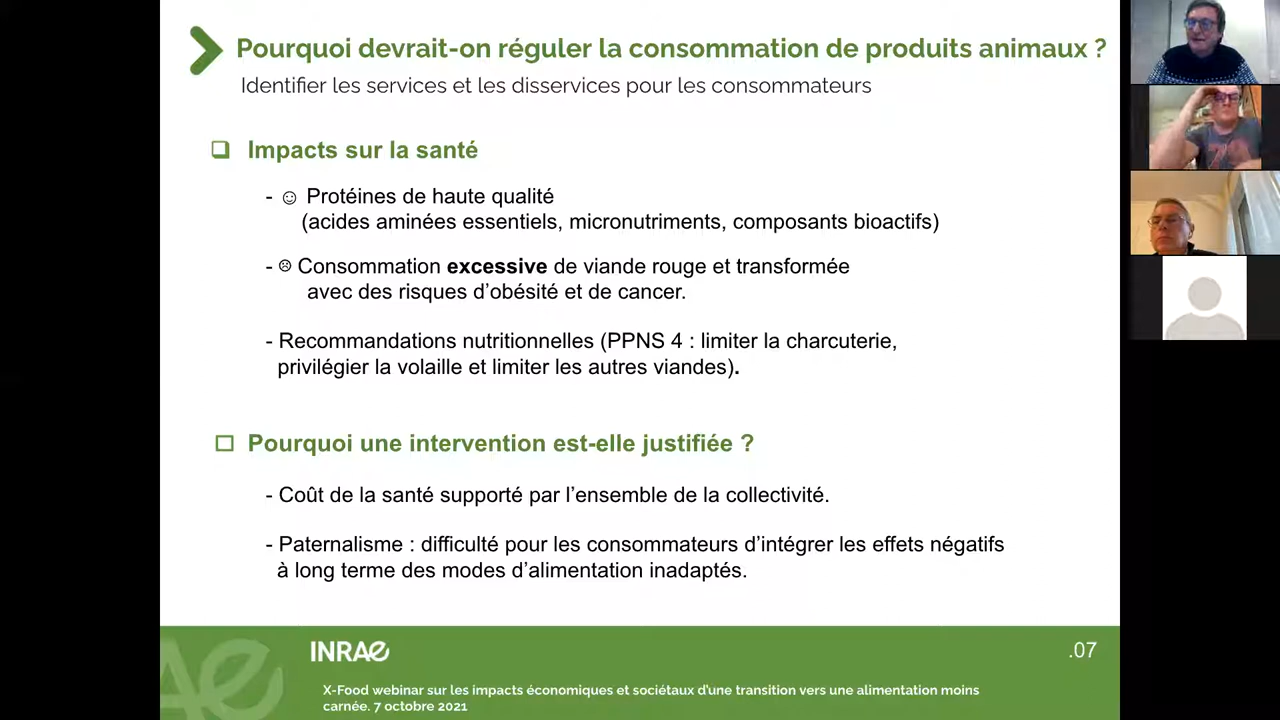 Pourquoi devrait-on réguler la consommation de produits animaux ?
Identifier les services et les disservices pour les consommateurs
❑ Impacts sur la santé
- ☺ Protéines de haute qualité
(acides aminées essentiels, micronutriments, composants bioactifs)
- ☹ Consommation excessive de viande rouge et transformée
avec des risques d'obésité et de cancer.
- Recommandations nutritionnelles (PPNS 4 : limiter la charcuterie,
privilégier la volaille et limiter les autres viandes).
☐ Pourquoi une intervention est-elle justifiée ?
- Coût de la santé supporté par l'ensemble de la collectivité.
- Paternalisme : difficulté pour les consommateurs d'intégrer les effets négatifs
à long terme des modes d'alimentation inadaptés.
INRAE
.07
X-Food webinar sur les impacts économiques et sociétaux d'une transition vers une alimentation moins
carnée. 7 octobre 2021